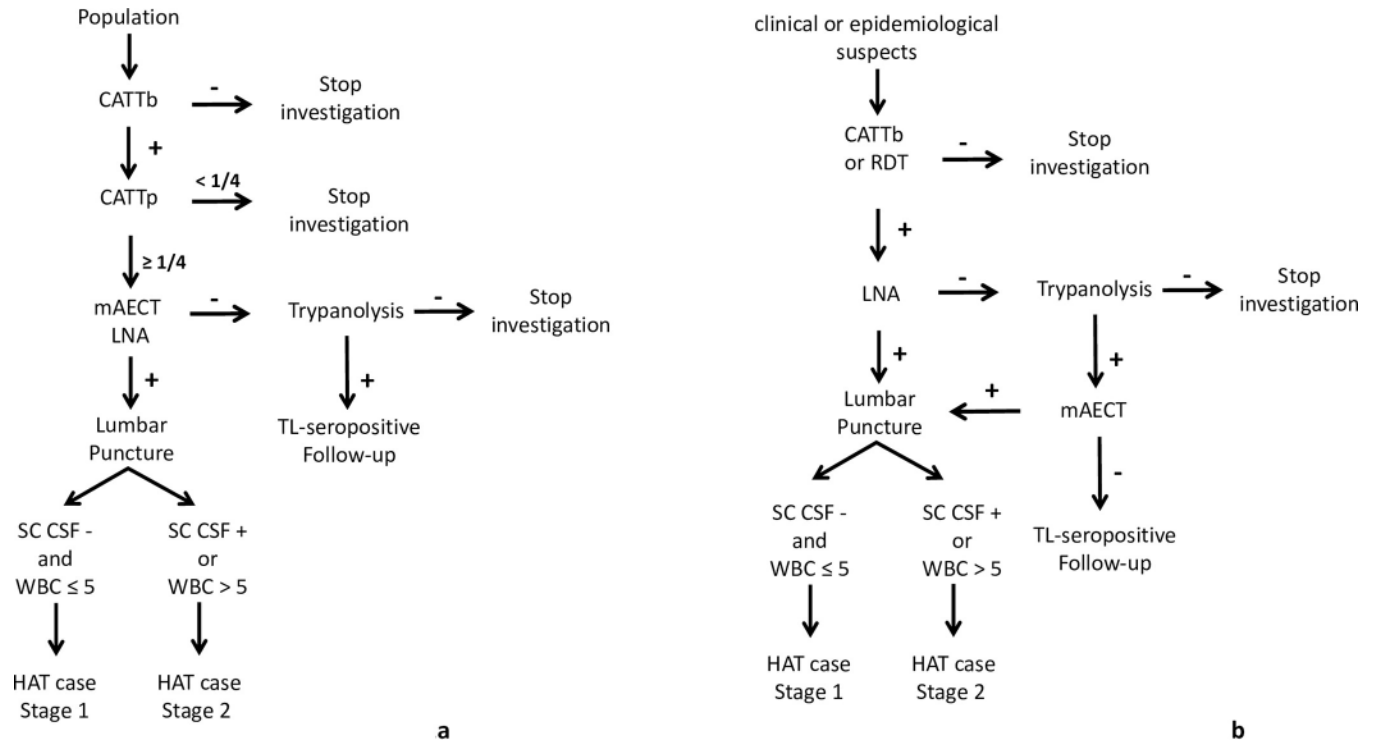 Population
CATTb
-
Stop
investigation
+
CATTp
< 1/4
Stop
investigation
≥ 1/4
mAECT
LNA
-
Trypanolysis
-
Stop
investigation
+
+
Lumbar
Puncture
TL-seropositive
Follow-up
SC CSF -
and
WBC ≤ 5
SC CSF +
or
WBC > 5
HAT case
Stage 1
HAT case
Stage 2
a
clinical or epidemiological
suspects
CATTb
or RDT
-
Stop
investigation
+
LNA
-
Trypanolysis
-
Stop
investigation
+
+
Lumbar
Puncture
+
mAECT
-
SC CSF -
and
WBC ≤ 5
SC CSF +
or
WBC > 5
TL-seropositive
Follow-up
HAT case
Stage 1
HAT case
Stage 2
b